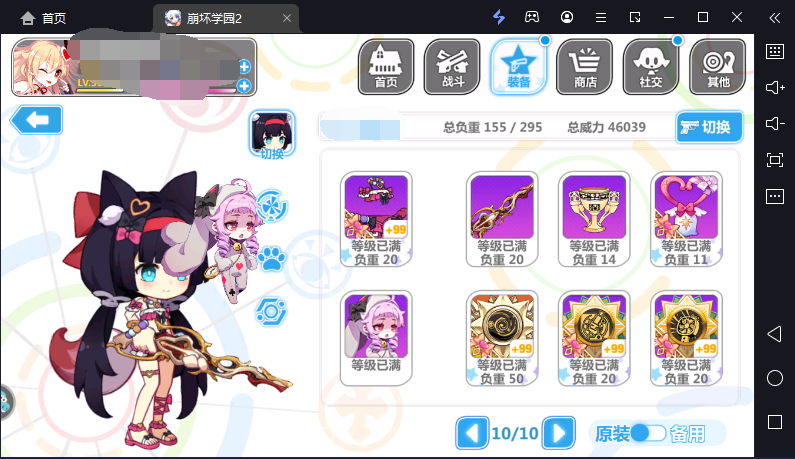 首页
崩坏学园2
LV.5
首页
战斗
装备
商店
社交
其他
切换
总负重 155 / 295
总威力 46039
切换
+99
等级已满
负重 20
等级已满
负重 20
等级已满
负重 14
等级已满
负重 11
等级已满
+99
等级已满
负重 50
+99
等级已满
负重 20
+99
等级已满
负重 20
10/10
原装
备用